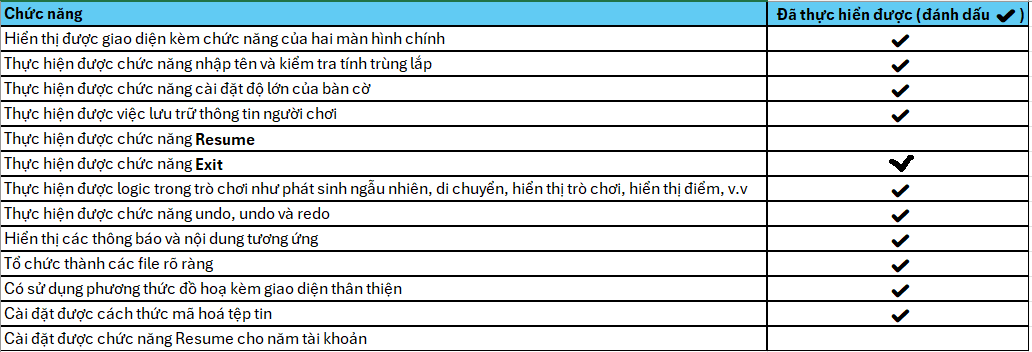 Chức năng Đã thực hiển được (đánh dấu ✔ )
Hiển thị được giao diện kèm chức năng của hai màn hình chính ✔
Thực hiện được chức năng nhập tên và kiểm tra tính trùng lắp ✔
Thực hiện được chức năng cài đặt độ lớn của bàn cờ ✔
Thực hiện được việc lưu trữ thông tin người chơi ✔
Thực hiện được chức năng Resume
Thực hiện được chức năng Exit ✔
Thực hiện được logic trong trò chơi như phát sinh ngẫu nhiên, di chuyển, hiển thị trò chơi, hiển thị điểm, v.v ✔
Thực hiện được chức năng undo, undo và redo ✔
Hiển thị các thông báo và nội dung tương ứng ✔
Tổ chức thành các file rõ ràng ✔
Có sử dụng phương thức đồ hoạ kèm giao diện thân thiện ✔
Cài đặt được cách thức mã hoá tệp tin ✔
Cài đặt được chức năng Resume cho năm tài khoản